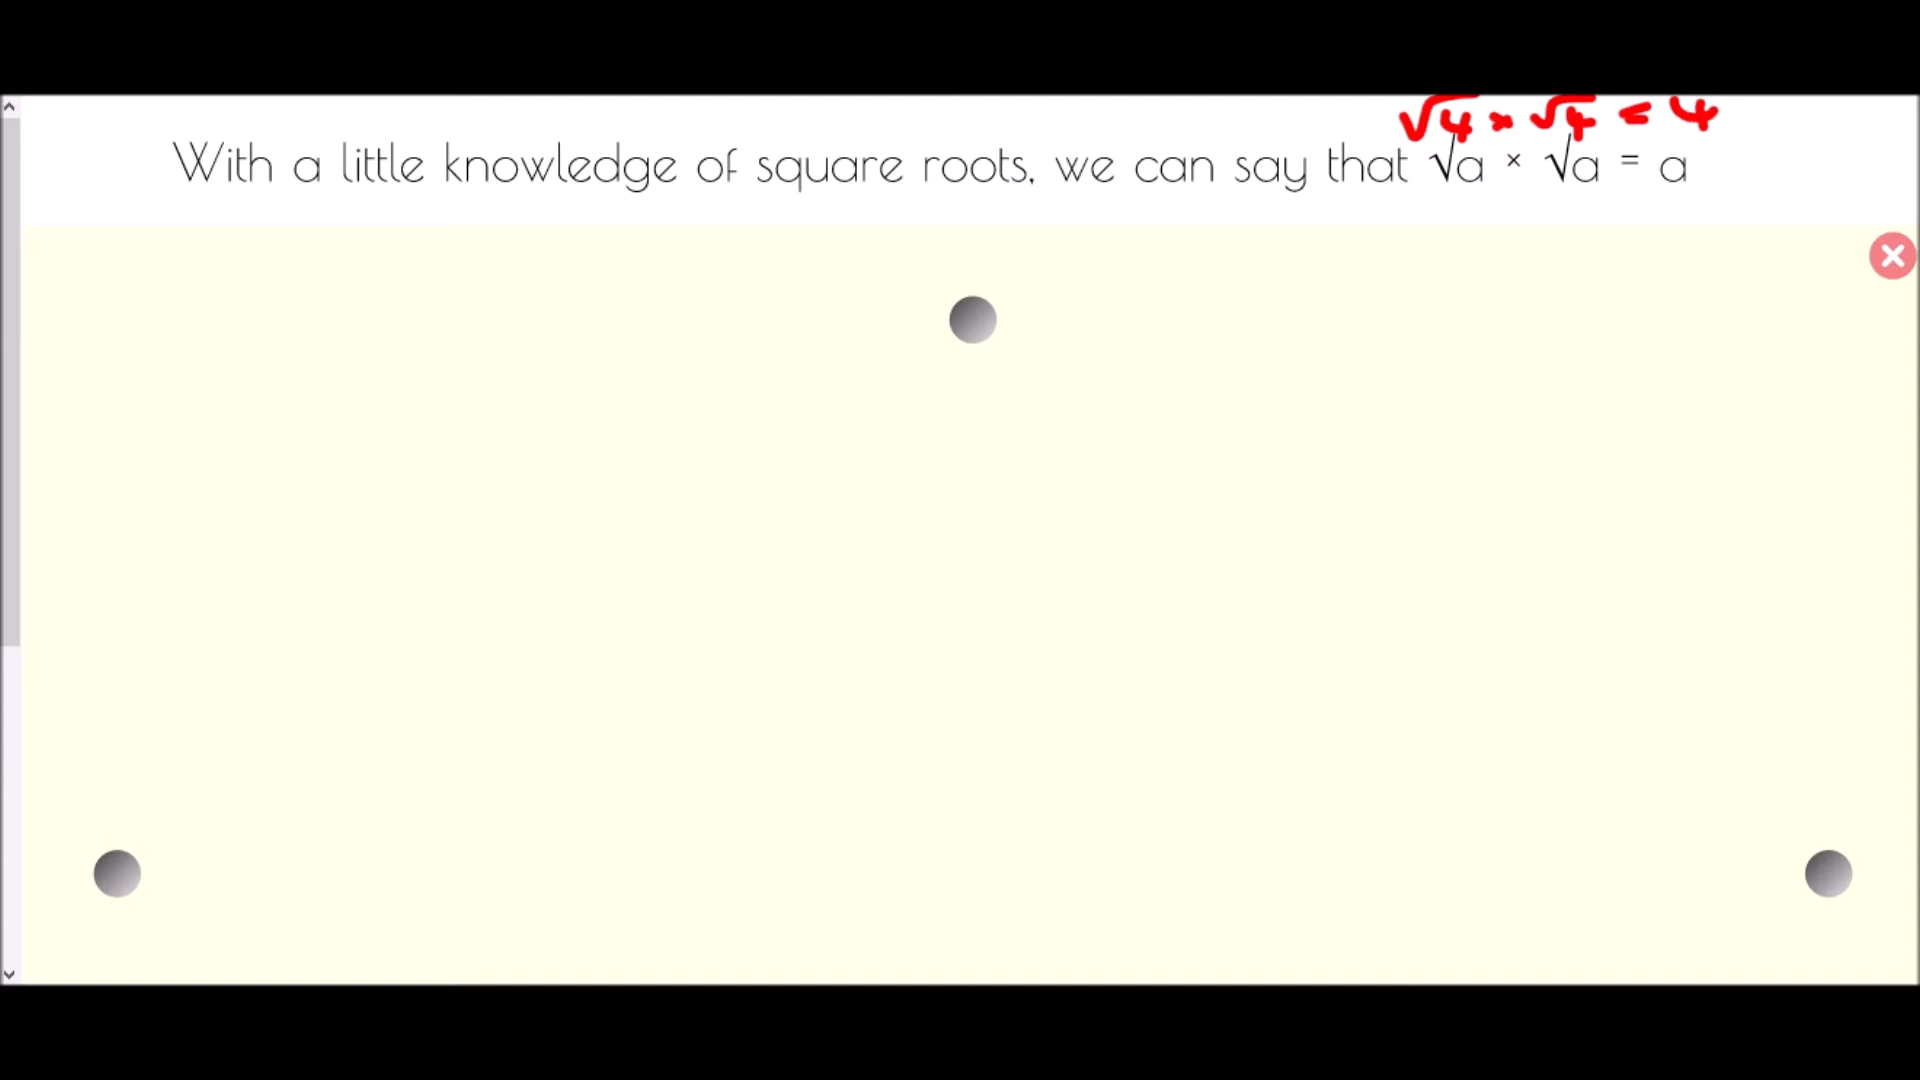 √4 × √4 = 4
With a little knowledge of square roots, we can say that √a × √a = a